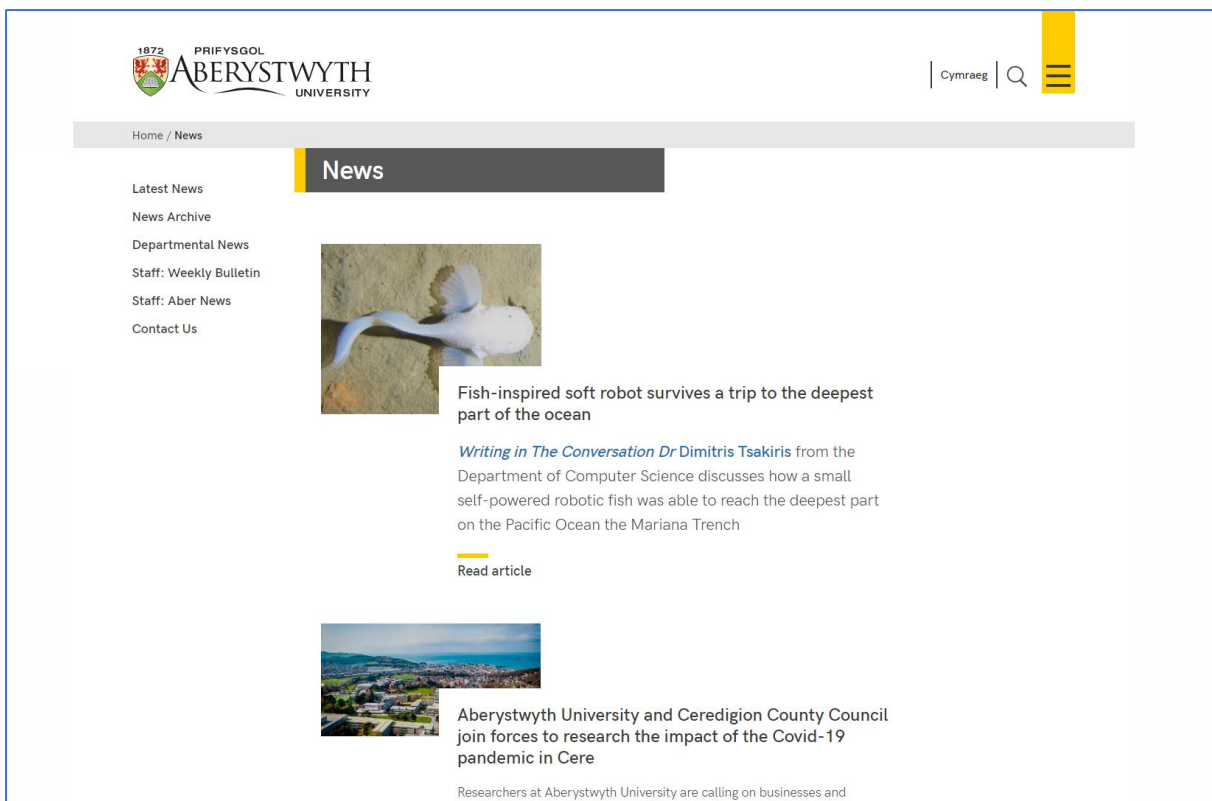 1872 PRIFYSGOL
ABERYSTWYTH
UNIVERSITY
Cymraeg
Home / News
News
Latest News
News Archive
Departmental News
Staff: Weekly Bulletin
Staff: Aber News
Contact Us
Fish-inspired soft robot survives a trip to the deepest
part of the ocean
Writing in The Conversation Dr Dimitris Tsakiris from the
Department of Computer Science discusses how a small
self-powered robotic fish was able to reach the deepest part
on the Pacific Ocean the Mariana Trench
Read article
Aberystwyth University and Ceredigion County Council
join forces to research the impact of the Covid-19
pandemic in Cere
Researchers at Aberystwyth University are calling on businesses and